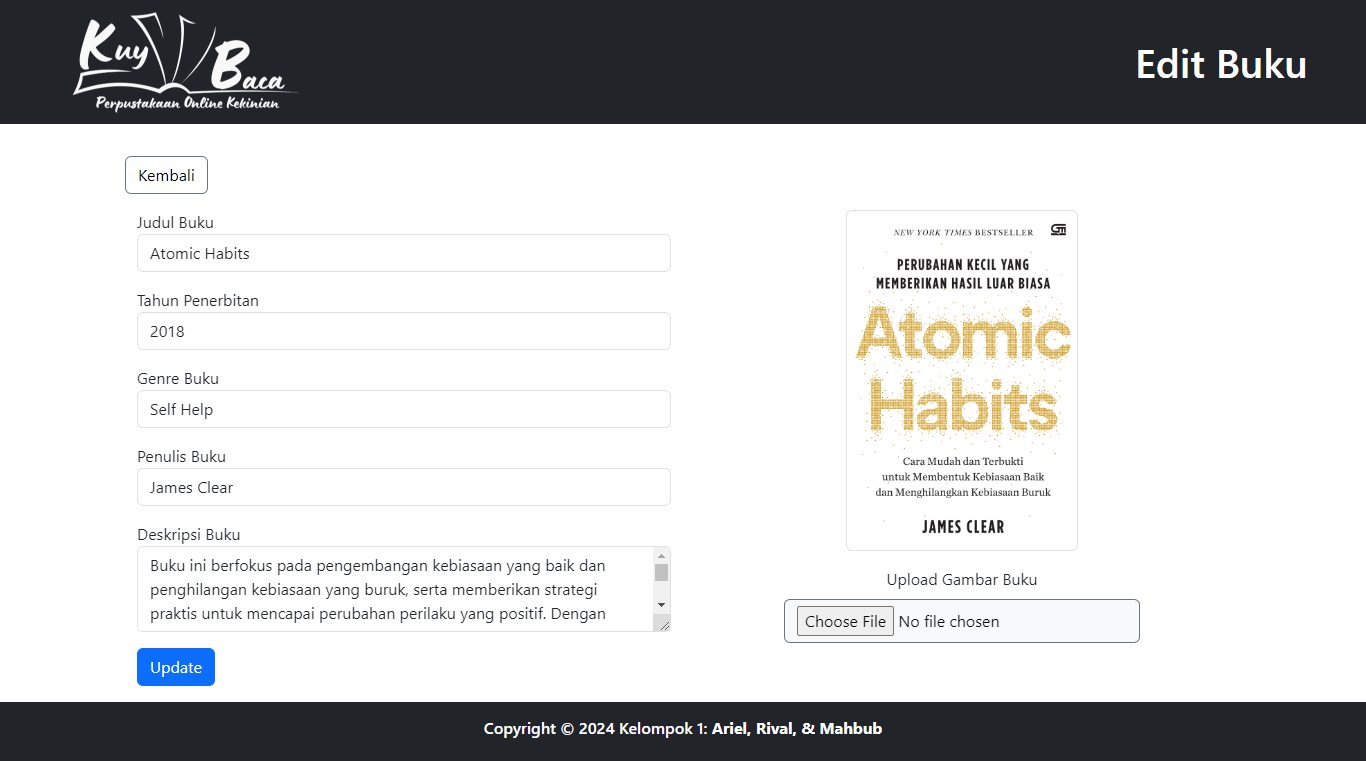 Kuy Baca
Perpustakaan Online Kekinian
Edit Buku
Kembali
Judul Buku
Atomic Habits
Tahun Penerbitan
2018
Genre Buku
Self Help
Penulis Buku
James Clear
Deskripsi Buku
Buku ini berfokus pada pengembangan kebiasaan yang baik dan
penghilangan kebiasaan yang buruk, serta memberikan strategi
praktis untuk mencapai perubahan perilaku yang positif. Dengan
Update
NEW YORK TIMES BESTSELLER
PERUBAHAN KECIL YANG
MEMBERIKAN HASIL LUAR BIASA
Atomic
Habits
Cara Mudah dan Terbukti
untuk Membentuk Kebiasaan Baik
dan Menghilangkan Kebiasaan Buruk
JAMES CLEAR
Upload Gambar Buku
Choose File No file chosen
Copyright © 2024 Kelompok 1: Ariel, Rival, & Mahbub